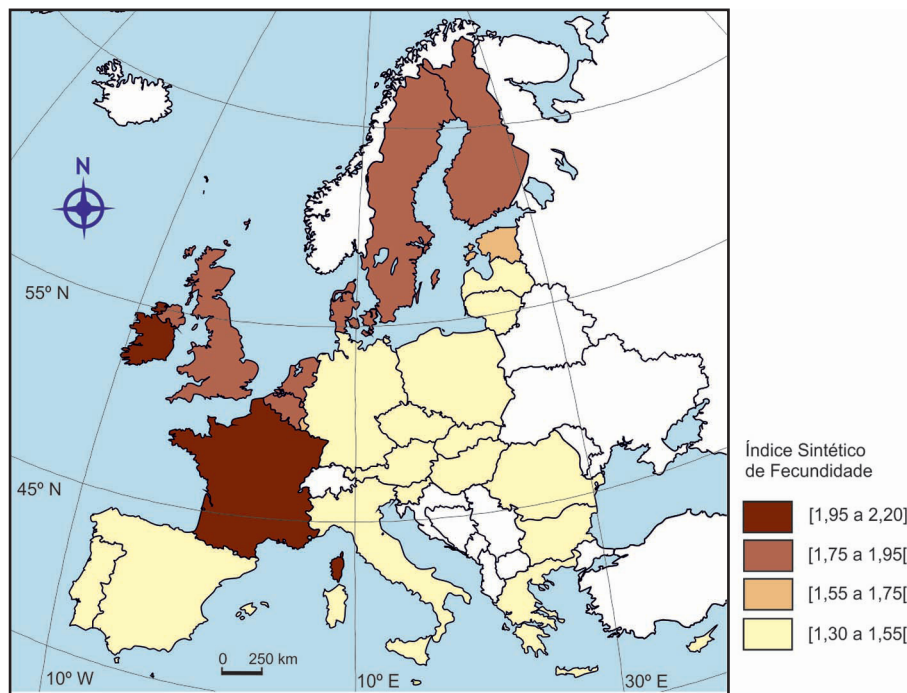 N
55º N
45º N
10º W
0 250 km
10º E
30º E
Índice Sintético
de Fecundidade
[1,95 a 2,20]
[1,75 a 1,95[
[1,55 a 1,75[
[1,30 a 1,55[